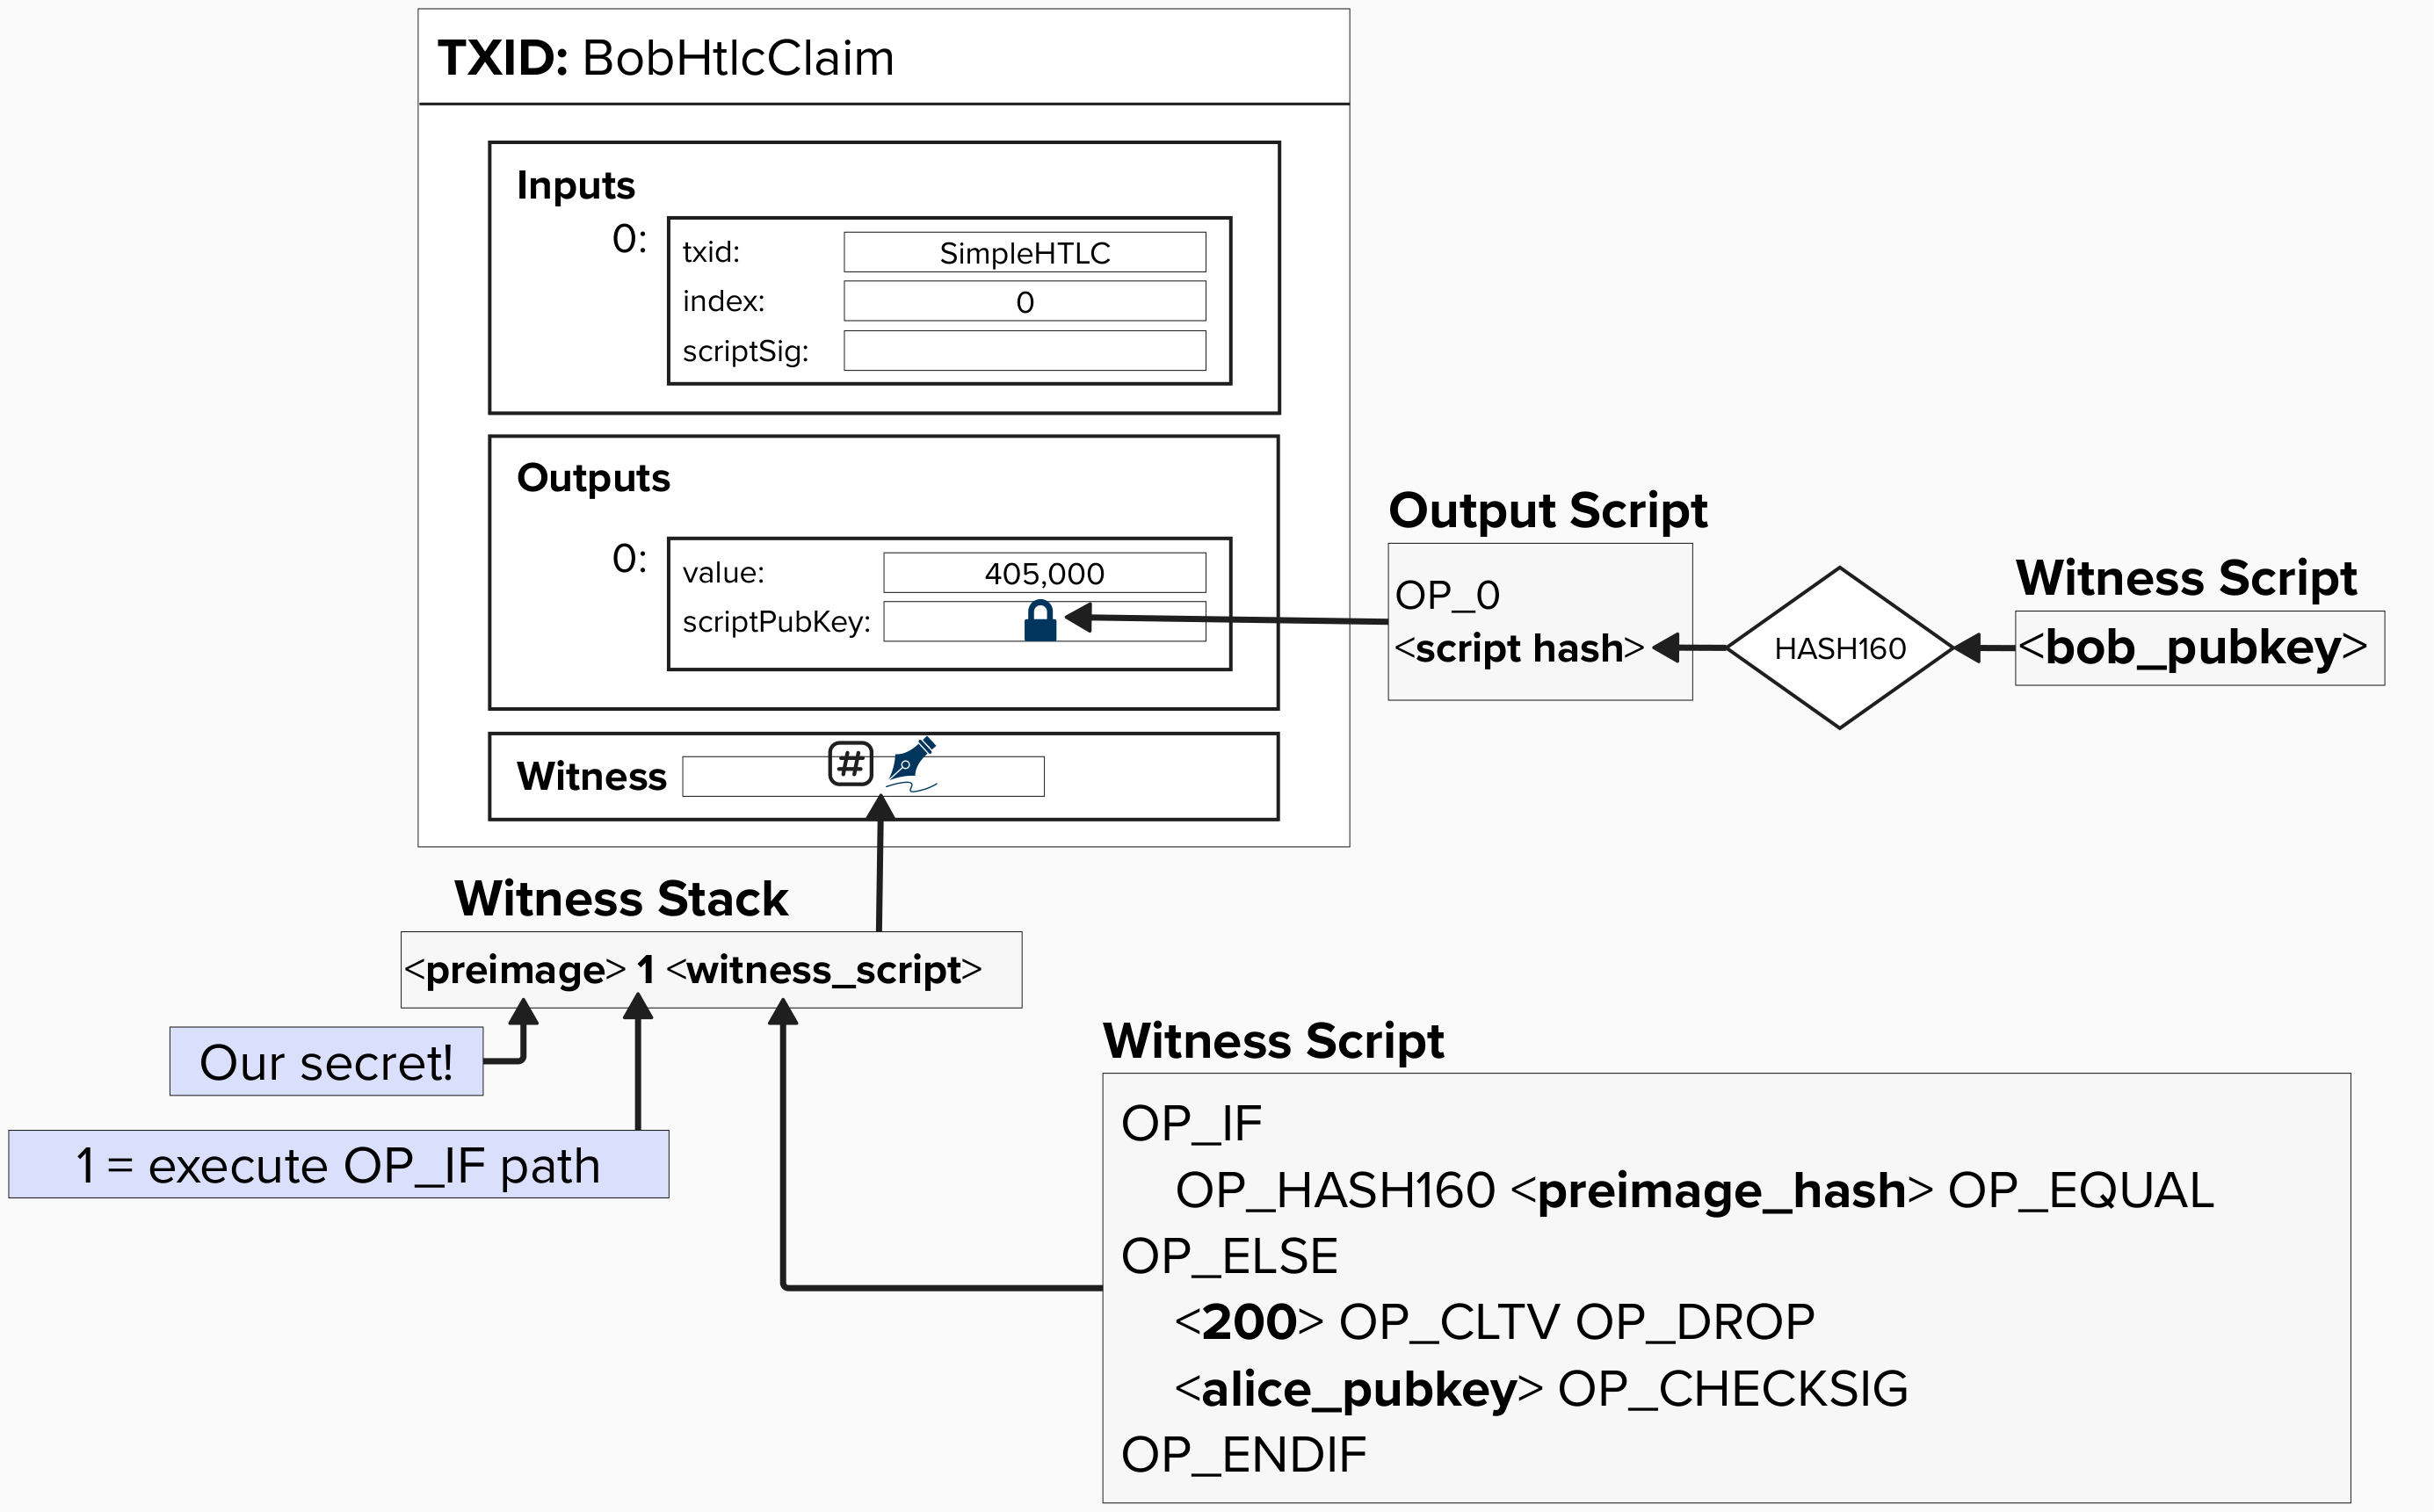 TXID: BobHtlcClaim
Inputs
0:
txid: SimpleHTLC
index: 0
scriptSig:
Outputs
0:
value: 405,000
scriptPubKey:
Output Script
OP_0
<script hash>
HASH160
Witness Script
<bob_pubkey>
Witness #
Witness Stack
<preimage> 1 <witness_script>
Our secret!
1 = execute OP_IF path
Witness Script
OP_IF
OP_HASH160 <preimage_hash> OP_EQUAL
OP_ELSE
<200> OP_CLTV OP_DROP
<alice_pubkey> OP_CHECKSIG
OP_ENDIF